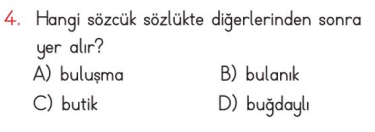 4. Hangi sözcük sözlükte diğerlerinden sonra
yer alır?
A) buluşma B) bulanık
C) butik D) buğdaylı